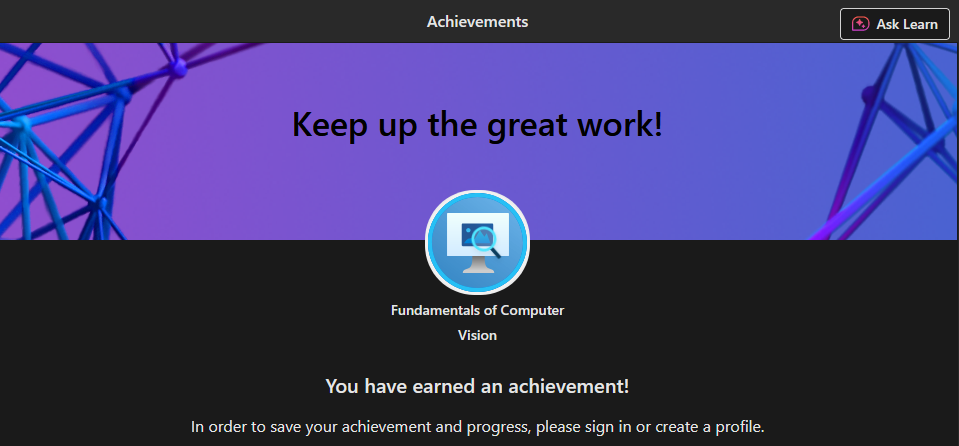 Achievements
Ask Learn
Keep up the great work!
Fundamentals of Computer
Vision
You have earned an achievement!
In order to save your achievement and progress, please sign in or create a profile.